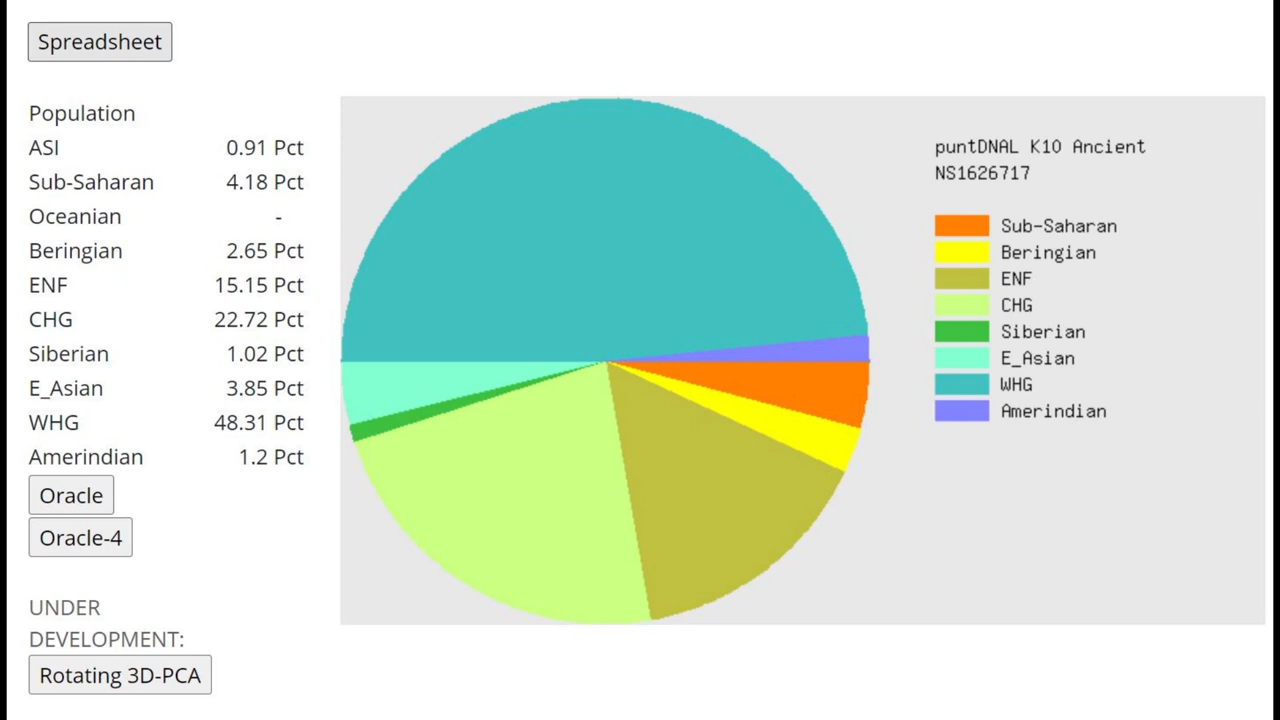 Spreadsheet
Population
ASI 0.91 Pct
Sub-Saharan 4.18 Pct
Oceanian -
Beringian 2.65 Pct
ENF 15.15 Pct
CHG 22.72 Pct
Siberian 1.02 Pct
E_Asian 3.85 Pct
WHG 48.31 Pct
Amerindian 1.2 Pct
Oracle
Oracle-4
UNDER
DEVELOPMENT:
Rotating 3D-PCA
puntDNAL K10 Ancient
NS1626717
Sub-Saharan
Beringian
ENF
CHG
Siberian
E_Asian
WHG
Amerindian